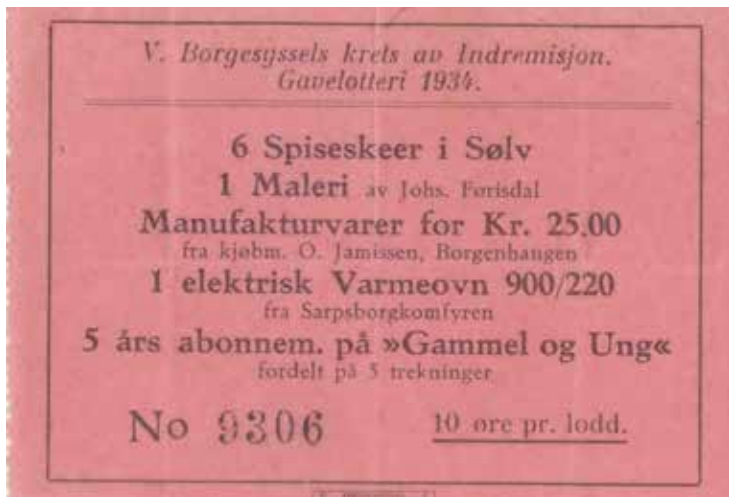 V. Borgesyssels krets av Indremisjon.
Gavelotteri 1934.
6 Spiseskeer i Sølv
1 Maleri av Johs.Førisdal
Manufakturvarer for Kr. 25.00
fra kjøbm. O. Jamissen, Borgenhaugen
1 elektrisk Varmeovn 900/220
fra Sarpsborgkomfyren
5 års abonnem. på »Gammel og Ung«
fordelt på 5 trekninger
No 9306
10 øre pr. lodd.